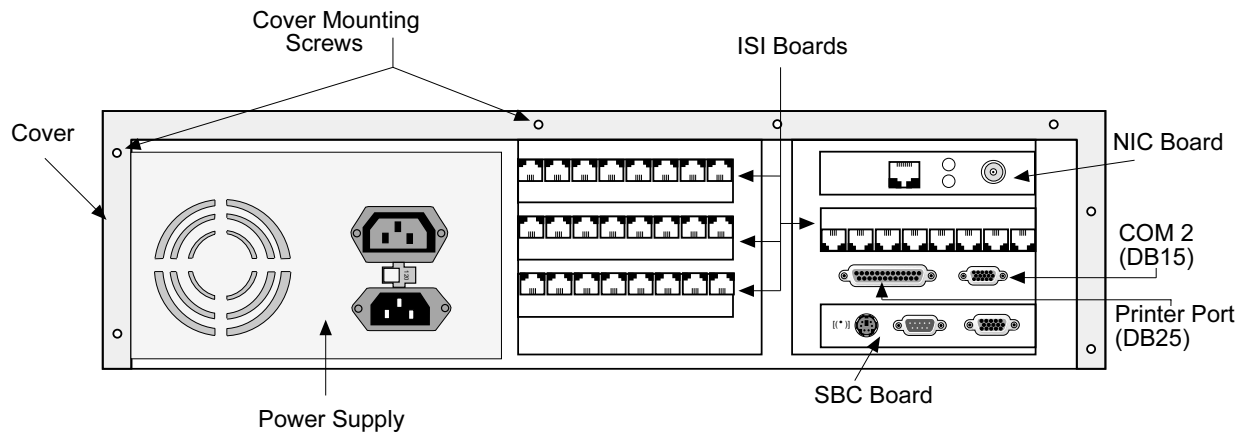 Cover Mounting
Screws
ISI Boards
Cover
NIC Board
COM 2
(DB15)
Printer Port
(DB25)
SBC Board
Power Supply